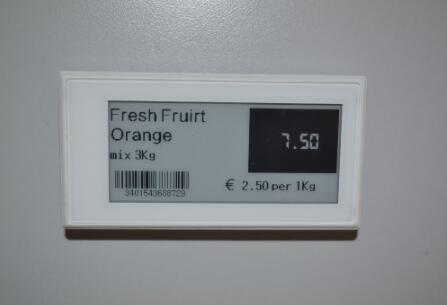 Fresh Fruirt
Orange
mix 3Kg
7.50
3401543688729
€ 2.50 per 1Kg